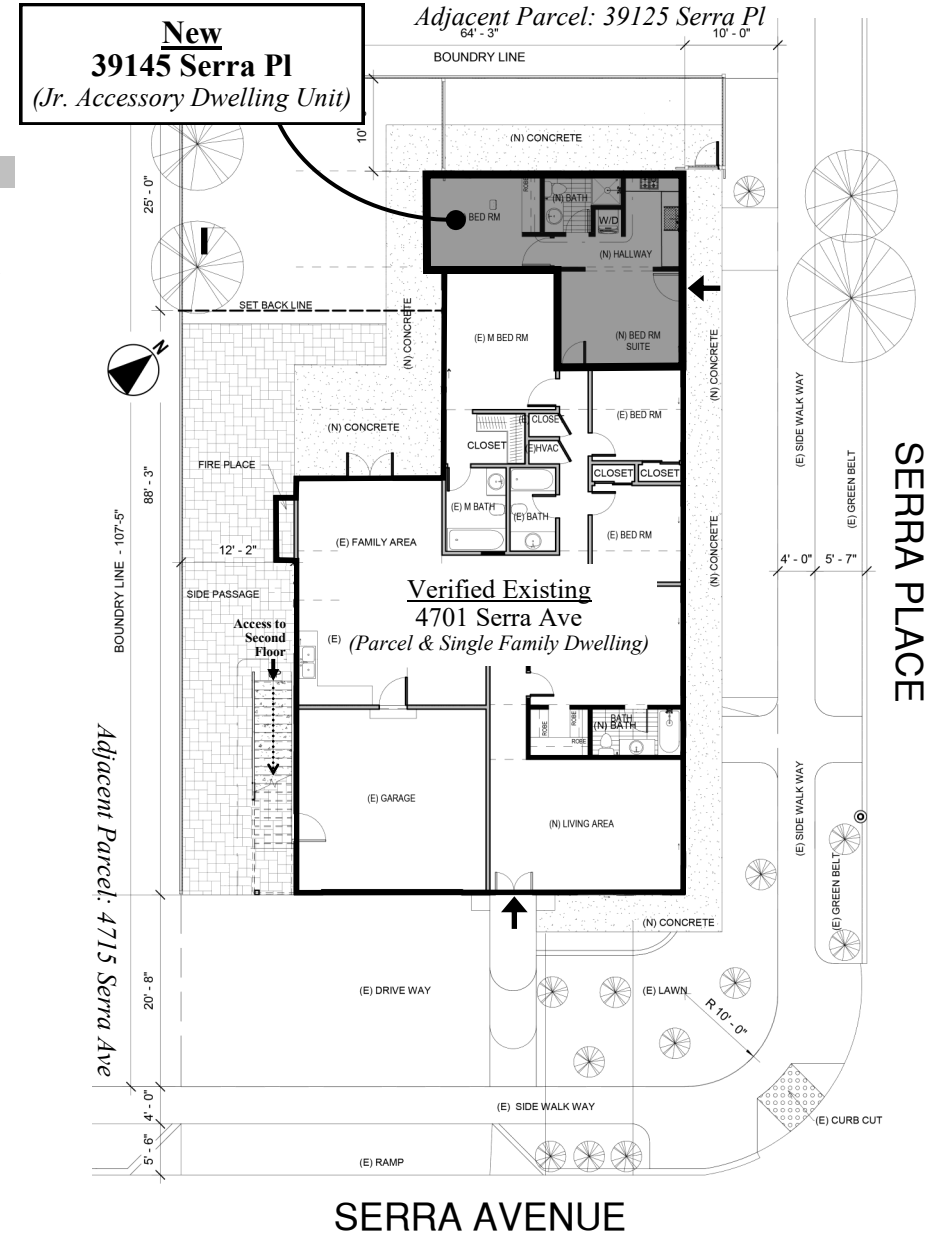 New
39145 Serra Pl
(Jr. Accessory Dwelling Unit)
Adjacent Parcel: 39125 Serra Pl
64' - 3"
10' - 0"
BOUNDRY LINE
10'
(N) CONCRETE
25' - 0"
BED RM
ROBE
(N) BATH
W/D
(N) HALLWAY
SET BACK LINE
(N) CONCRETE
(E) M BED RM
(N) BED RM
SUITE
N
(N) CONCRETE
(E) SIDE WALK WAY
(E) GREEN BELT
(N) CONCRETE
(E) CLOSET
(E) BED RM
CLOSET
(E)HVAC
FIRE PLACE
CLOSET
CLOSET
88' - 3"
BOUNDRY LINE - 107'-5"
(E) M BATH
(E) BATH
(E) FAMILY AREA
(E) BED RM
(N) CONCRETE
12' - 2"
4' - 0"
5' - 7"
SERRA PLACE
SIDE PASSAGE
Verified Existing
4701 Serra Ave
(Parcel & Single Family Dwelling)
Access to
Second
Floor
(E)
ROBE
ROBE
ROBE
BATH
(N) BATH
Adjacent Parcel: 4715 Serra Ave
(E) GARAGE
(N) LIVING AREA
(E) SIDE WALK WAY
(E) GREEN BELT
(N) CONCRETE
20' - 8"
(E) DRIVE WAY
(E) LAWN
R 10' - 0"
4' - 0"
(E) SIDE WALK WAY
(E) CURB CUT
5' - 6"
(E) RAMP
SERRA AVENUE